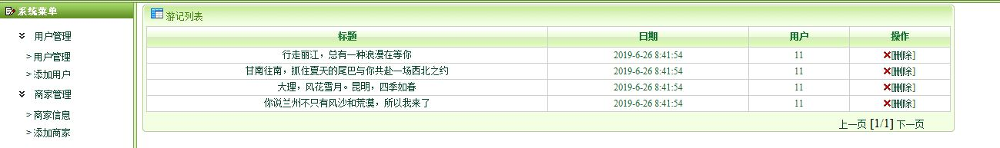 系统菜单
用户管理
> 用户管理
> 添加用户
商家管理
> 商家信息
> 添加商家
游记列表
标题 日期 用户 操作
行走丽江，总有一种浪漫在等你 2019-6-26 8:41:54 11 [删除]
甘南往南，抓住夏天的尾巴与你共赴一场西北之约 2019-6-26 8:41:54 11 [删除]
大理，风花雪月。昆明，四季如春 2019-6-26 8:41:54 11 [删除]
你说兰州不只有风沙和荒漠，所以我来了 2019-6-26 8:41:54 11 [删除]
上一页 [1/1] 下一页